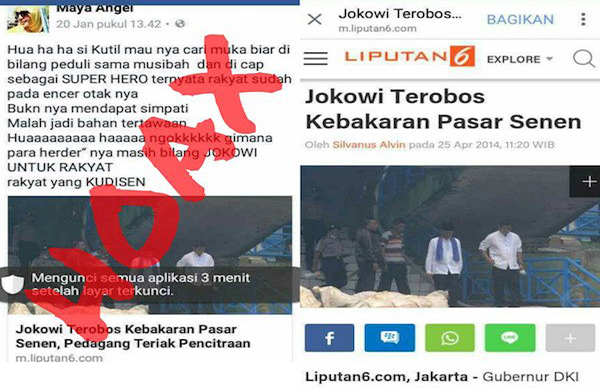 Maya Angel
20 Jan pukul 13.42
Hua ha ha si Kutil mau nya cari muka biar di
bilang peduli sama musibah dan di cap
sebagai SUPER HERO ternyata rakyat sudah
pada encer otak nya
Bukn nya mendapat simpati
Malah jadi bahan tertawaan
Huaaaaaaaaa haaaaa ngokkkkkk gimana
para herder" nya masih bilang JOKOWI
UNTUK RAKYAT
rakyat yang KUDISEN
HOAX
Mengunci semua aplikasi 3 menit
setelah layar terkunci.
Jokowi Terobos Kebakaran Pasar
Senen, Pedagang Teriak Pencitraan
m.liputan6.com
Jokowi Terobos...
BAGIKAN
m.liputan6.com
LIPUTAN 6
EXPLORE
Jokowi Terobos
Kebakaran Pasar Senen
Oleh Silvanus Alvin pada 25 Apr 2014, 11:20 WIB
Liputan6.com, Jakarta - Gubernur DKI